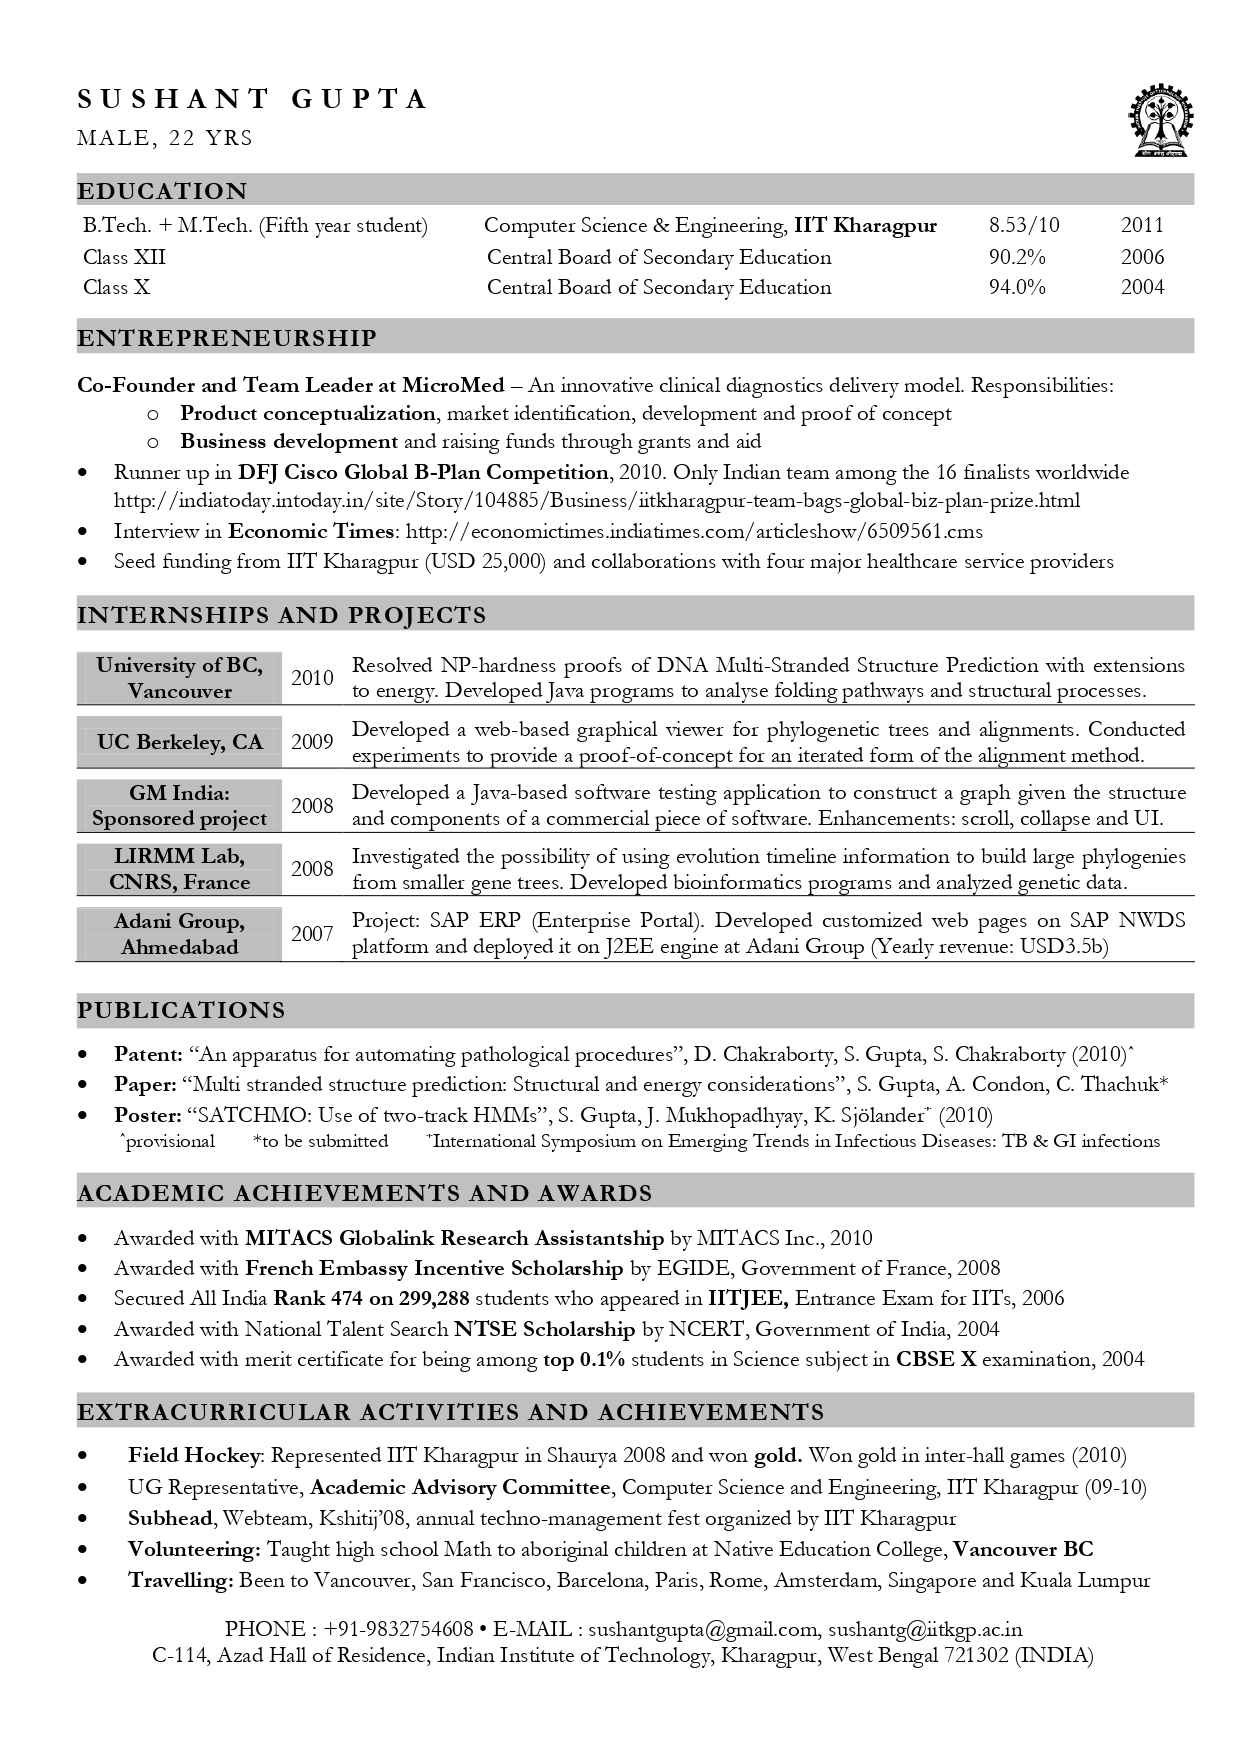 SUSHANT GUPTA
MALE, 22 YRS
EDUCATION
B.Tech. + M.Tech. (Fifth year student) Computer Science & Engineering, IIT Kharagpur 8.53/10 2011
Class XII Central Board of Secondary Education 90.2% 2006
Class X Central Board of Secondary Education 94.0% 2004
ENTREPRENEURSHIP
Co-Founder and Team Leader at MicroMed – An innovative clinical diagnostics delivery model. Responsibilities:
o Product conceptualization, market identification, development and proof of concept
o Business development and raising funds through grants and aid
• Runner up in DFJ Cisco Global B-Plan Competition, 2010. Only Indian team among the 16 finalists worldwide
http://indiatoday.intoday.in/site/Story/104885/Business/iitkharagpur-team-bags-global-biz-plan-prize.html
• Interview in Economic Times: http://economictimes.indiatimes.com/articleshow/6509561.cms
• Seed funding from IIT Kharagpur (USD 25,000) and collaborations with four major healthcare service providers
INTERNSHIPS AND PROJECTS
University of BC,
Vancouver
2010
Resolved NP-hardness proofs of DNA Multi-Stranded Structure Prediction with extensions
to energy. Developed Java programs to analyse folding pathways and structural processes.
UC Berkeley, CA
2009
Developed a web-based graphical viewer for phylogenetic trees and alignments. Conducted
experiments to provide a proof-of-concept for an iterated form of the alignment method.
GM India:
Sponsored project
2008
Developed a Java-based software testing application to construct a graph given the structure
and components of a commercial piece of software. Enhancements: scroll, collapse and UI.
LIRMM Lab,
CNRS, France
2008
Investigated the possibility of using evolution timeline information to build large phylogenies
from smaller gene trees. Developed bioinformatics programs and analyzed genetic data.
Adani Group,
Ahmedabad
2007
Project: SAP ERP (Enterprise Portal). Developed customized web pages on SAP NWDS
platform and deployed it on J2EE engine at Adani Group (Yearly revenue: USD3.5b)
PUBLICATIONS
• Patent: “An apparatus for automating pathological procedures”, D. Chakraborty, S. Gupta, S. Chakraborty (2010)^
• Paper: “Multi stranded structure prediction: Structural and energy considerations”, S. Gupta, A. Condon, C. Thachuk*
• Poster: “SATCHMO: Use of two-track HMMs”, S. Gupta, J. Mukhopadhyay, K. Sjölander⁺ (2010)
^provisional *to be submitted ⁺International Symposium on Emerging Trends in Infectious Diseases: TB & GI infections
ACADEMIC ACHIEVEMENTS AND AWARDS
• Awarded with MITACS Globalink Research Assistantship by MITACS Inc., 2010
• Awarded with French Embassy Incentive Scholarship by EGIDE, Government of France, 2008
• Secured All India Rank 474 on 299,288 students who appeared in IITJEE, Entrance Exam for IITs, 2006
• Awarded with National Talent Search NTSE Scholarship by NCERT, Government of India, 2004
• Awarded with merit certificate for being among top 0.1% students in Science subject in CBSE X examination, 2004
EXTRACURRICULAR ACTIVITIES AND ACHIEVEMENTS
• Field Hockey: Represented IIT Kharagpur in Shaurya 2008 and won gold. Won gold in inter-hall games (2010)
• UG Representative, Academic Advisory Committee, Computer Science and Engineering, IIT Kharagpur (09-10)
• Subhead, Webteam, Kshitij’08, annual techno-management fest organized by IIT Kharagpur
• Volunteering: Taught high school Math to aboriginal children at Native Education College, Vancouver BC
• Travelling: Been to Vancouver, San Francisco, Barcelona, Paris, Rome, Amsterdam, Singapore and Kuala Lumpur
PHONE : +91-9832754608 • E-MAIL : sushantgupta@gmail.com, sushantg@iitkgp.ac.in
C-114, Azad Hall of Residence, Indian Institute of Technology, Kharagpur, West Bengal 721302 (INDIA)